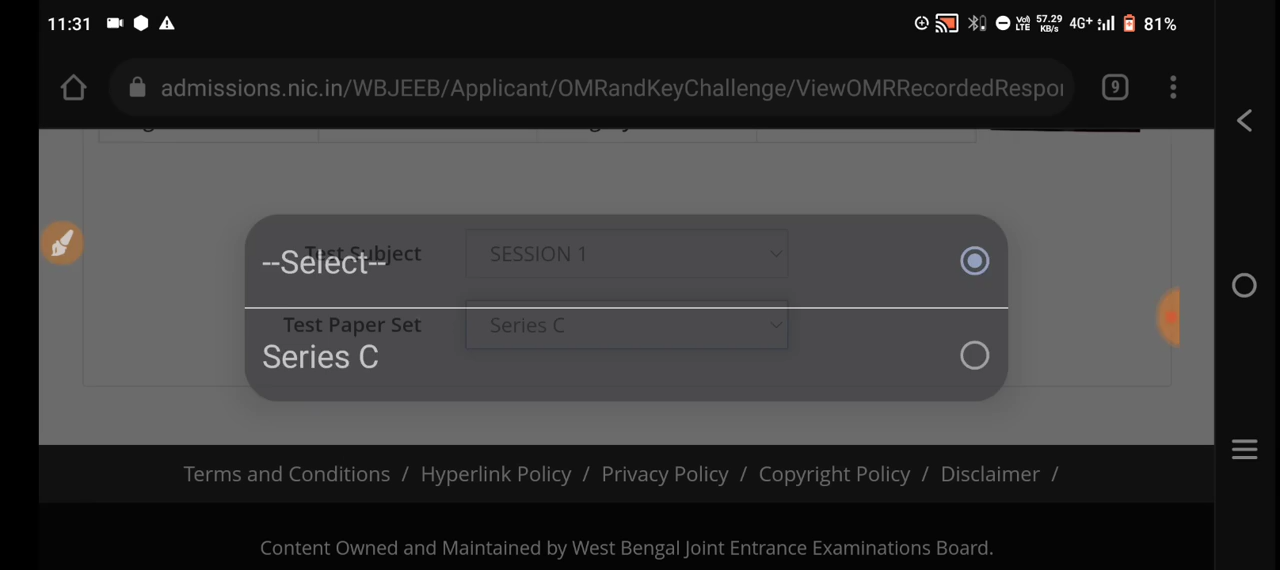 11:31 VoD LTE 57.29 KB/s 4G+ 81%
admissions.nic.in/WBJEEB/Applicant/OMRandKeyChallenge/ViewOMRRecordedRespo 9
Test Subject SESSION 1
--Select--
Test Paper Set Series C
Series C
Terms and Conditions / Hyperlink Policy / Privacy Policy / Copyright Policy / Disclaimer /
Content Owned and Maintained by West Bengal Joint Entrance Examinations Board.